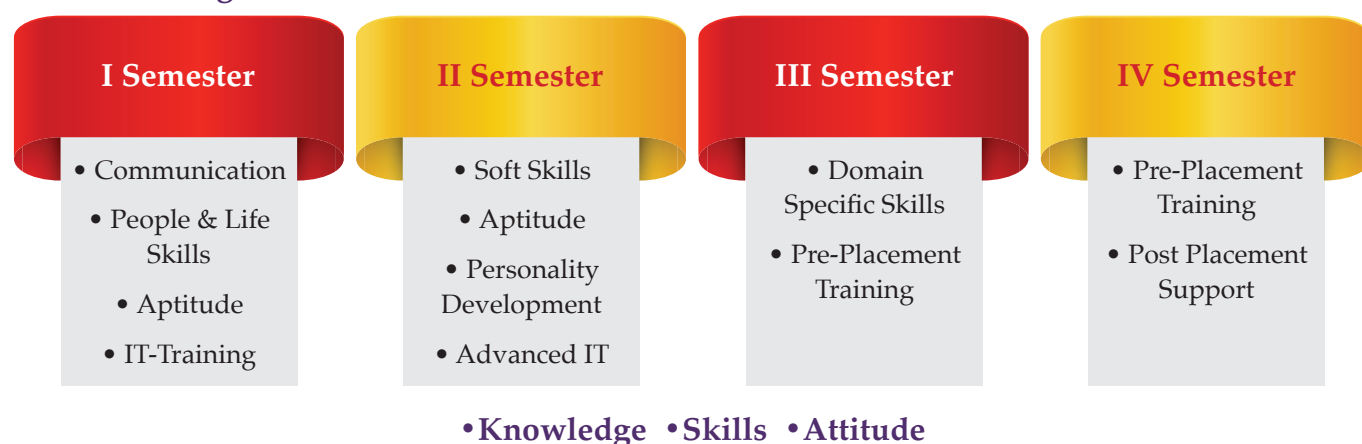 I Semester
• Communication
• People & Life
Skills
• Aptitude
• IT-Training
II Semester
• Soft Skills
• Aptitude
• Personality
Development
• Advanced IT
III Semester
• Domain
Specific Skills
• Pre-Placement
Training
IV Semester
• Pre-Placement
Training
• Post Placement
Support
•Knowledge •Skills •Attitude